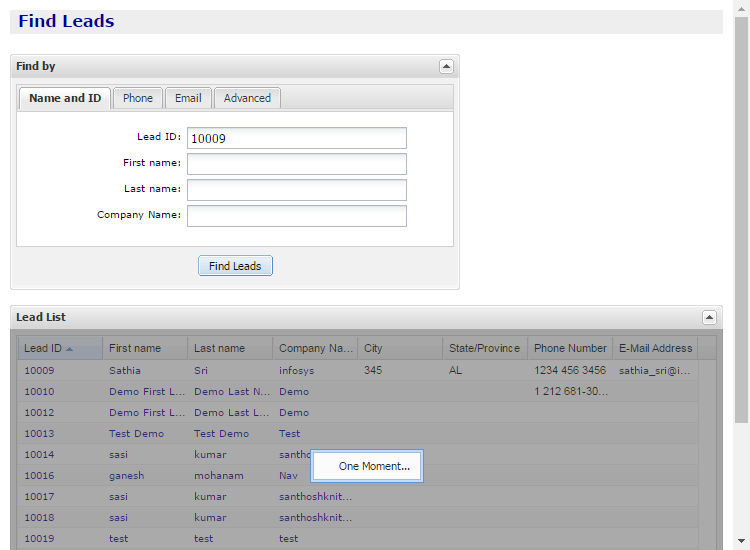 Find Leads
Find by
Name and ID Phone Email Advanced
Lead ID: 10009
First name:
Last name:
Company Name:
Find Leads
Lead List
Lead ID First name Last name Company Na... City State/Province Phone Number E-Mail Address
10009 Sathia Sri infosys 345 AL 1234 456 3456 sathia_sri@i...
10010 Demo First L... Demo Last N... Demo 1 212 681-30...
10012 Demo First L... Demo Last L... Demo
10013 Test Demo Test Demo Test
10014 sasi kumar
10016 ganesh mohanam Nav
One Moment...
10017 sasi kumar santhoshknit...
10018 sasi kumar santhoshknit...
10019 test test test